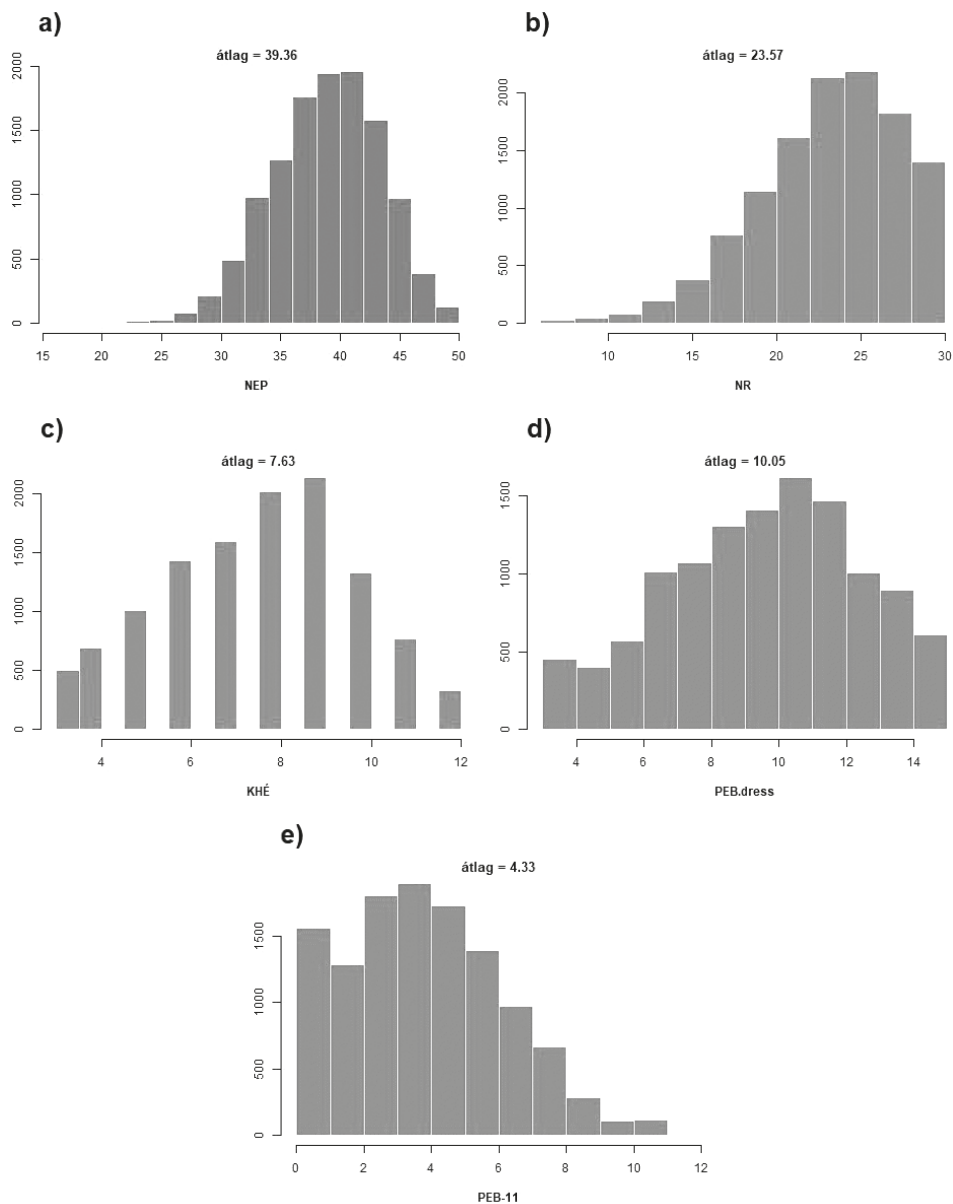 a)
átlag = 39.36
2000
1500
1000
500
0
15 20 25 30 35 40 45 50
NEP
b)
átlag = 23.57
2000
1500
1000
500
0
10 15 20 25 30
NR
c)
átlag = 7.63
2000
1500
1000
500
0
4 6 8 10 12
KHÉ
d)
átlag = 10.05
1500
1000
500
0
4 6 8 10 12 14
PEB.dress
e)
átlag = 4.33
1500
1000
500
0
0 2 4 6 8 10 12
PEB-11